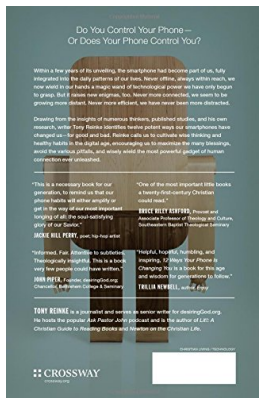 Do You Control Your Phone—
Or Does Your Phone Control You?
Within a few years of its unveiling, the smartphone had become part of us, fully
integrated into the daily patterns of our lives. Never offline, always within reach, we
now wield in our hands a magic wand of technological power we have only begun
to grasp. But it raises new enigmas, too. Never more connected, we seem to be
growing more distant. Never more efficient, we have never been more distracted.
Drawing from the insights of numerous thinkers, published studies, and his own
research, writer Tony Reinke identifies twelve potent ways our smartphones have
changed us—for good and bad. Reinke calls us to cultivate wise thinking and
healthy habits in the digital age, encouraging us to maximize the many blessings,
avoid the various pitfalls, and wisely wield the most powerful gadget of human
connection ever unleashed.
“This is a necessary book for our
generation, to remind us that our
phone habits will either amplify or
get in the way of our most important
longing of all: the soul-satisfying
glory of our Savior.”
JACKIE HILL PERRY, poet; hip-hop artist
“Informed. Fair. Attentive to subtleties.
Theologically insightful. This is a book
very few people could have written.”
JOHN PIPER, Founder, desiringGod.org;
Chancellor, Bethlehem College & Seminary
“One of the most important little books
a twenty-first-century Christian
could read.”
BRUCE RILEY ASHFORD, Provost and
Associate Professor of Theology and Culture,
Southeastern Baptist Theological Seminary
“Helpful, hopeful, humbling, and
inspiring, 12 Ways Your Phone Is
Changing You is a book for this age
and wisdom for generations to follow.”
TRILLIA NEWBELL, author, Enjoy
TONY REINKE is a journalist and serves as senior writer for desiringGod.org.
He hosts the popular Ask Pastor John podcast and is the author of Lit! A
Christian Guide to Reading Books and Newton on the Christian Life.
CHRISTIAN LIVING / TECHNOLOGY
CROSSWAY
crossway.org